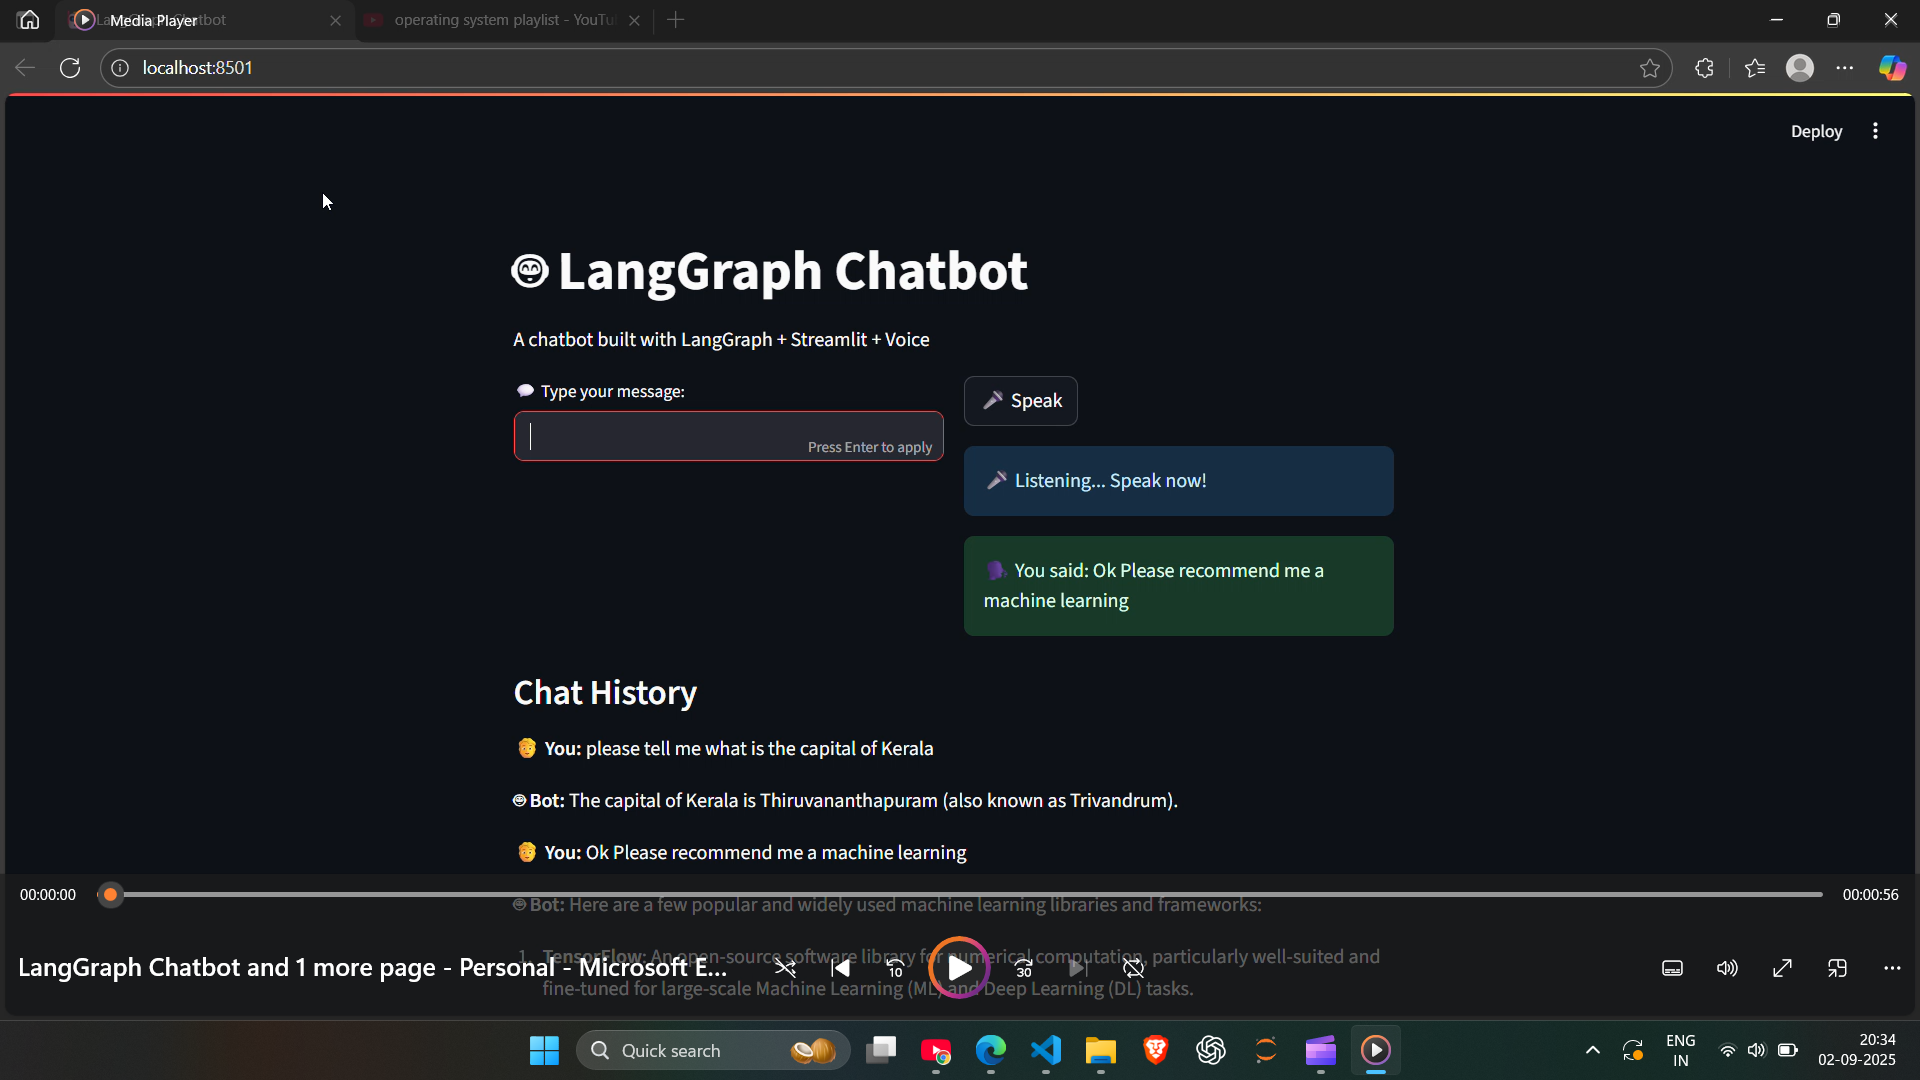 Media Player
operating system playlist - YouTu
localhost:8501
Deploy
LangGraph Chatbot
A chatbot built with LangGraph + Streamlit + Voice
Type your message:
Press Enter to apply
Speak
Listening... Speak now!
You said: Ok Please recommend me a
machine learning
Chat History
You: please tell me what is the capital of Kerala
Bot: The capital of Kerala is Thiruvananthapuram (also known as Trivandrum).
You: Ok Please recommend me a machine learning
00:00:00
00:00:56
Bot: Here are a few popular and widely used machine learning libraries and frameworks:
1. TensorFlow: An open-source software library for numerical computation, particularly well-suited and
fine-tuned for large-scale Machine Learning (ML) and Deep Learning (DL) tasks.
LangGraph Chatbot and 1 more page - Personal - Microsoft E...
10
30
Quick search
ENG
IN
20:34
02-09-2025